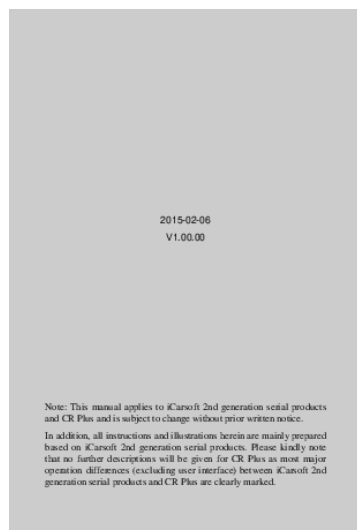 2015-02-06
V1.00.00
Note: This manual applies to iCarsoft 2nd generation serial products
and CR Plus and is subject to change without prior written notice.
In addition, all instructions and illustrations herein are mainly prepared
based on iCarsoft 2nd generation serial products. Please kindly note
that no further descriptions will be given for CR Plus as most major
operation differences (excluding user interface) between iCarsoft 2nd
generation serial products and CR Plus are clearly marked.